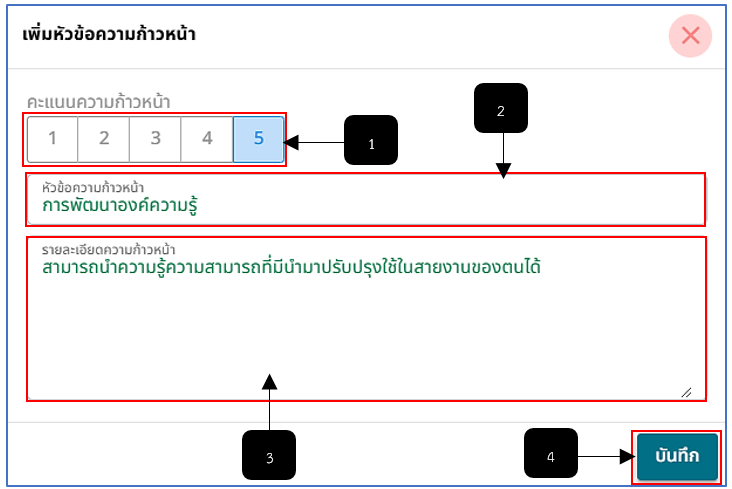 เพิ่มหัวข้อความก้าวหน้า
คะแนนความก้าวหน้า
1 2 3 4 5
1
2
หัวข้อความก้าวหน้า
การพัฒนาองค์ความรู้
รายละเอียดความก้าวหน้า
สามารถนำความรู้ความสามารถที่มีนำมาปรับปรุงใช้ในสายงานของตนได้
3
4
บันทึก